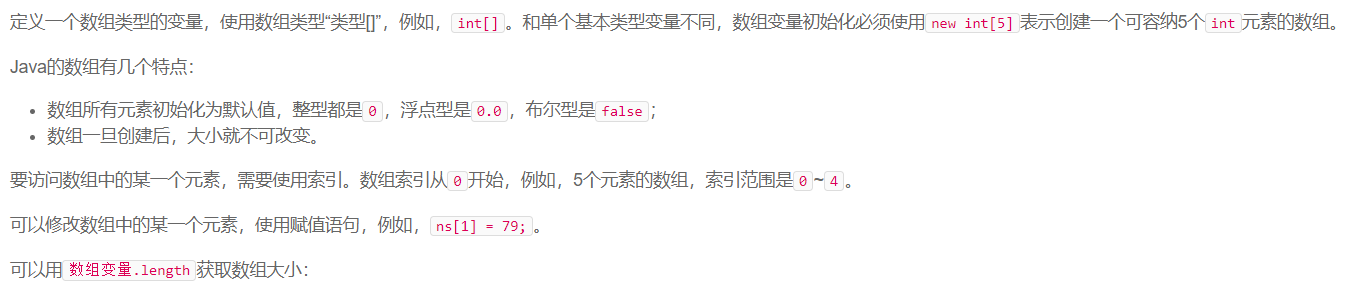 定义一个数组类型的变量，使用数组类型“类型[]”，例如，int[]。和单个基本类型变量不同，数组变量初始化必须使用new int[5]表示创建一个可容纳5个int元素的数组。
Java的数组有几个特点：
• 数组所有元素初始化为默认值，整型都是0，浮点型是0.0，布尔型是false；
• 数组一旦创建后，大小就不可改变。
要访问数组中的某一个元素，需要使用索引。数组索引从0开始，例如，5个元素的数组，索引范围是0~4。
可以修改数组中的某一个元素，使用赋值语句，例如，ns[1] = 79;。
可以用数组变量.length获取数组大小：